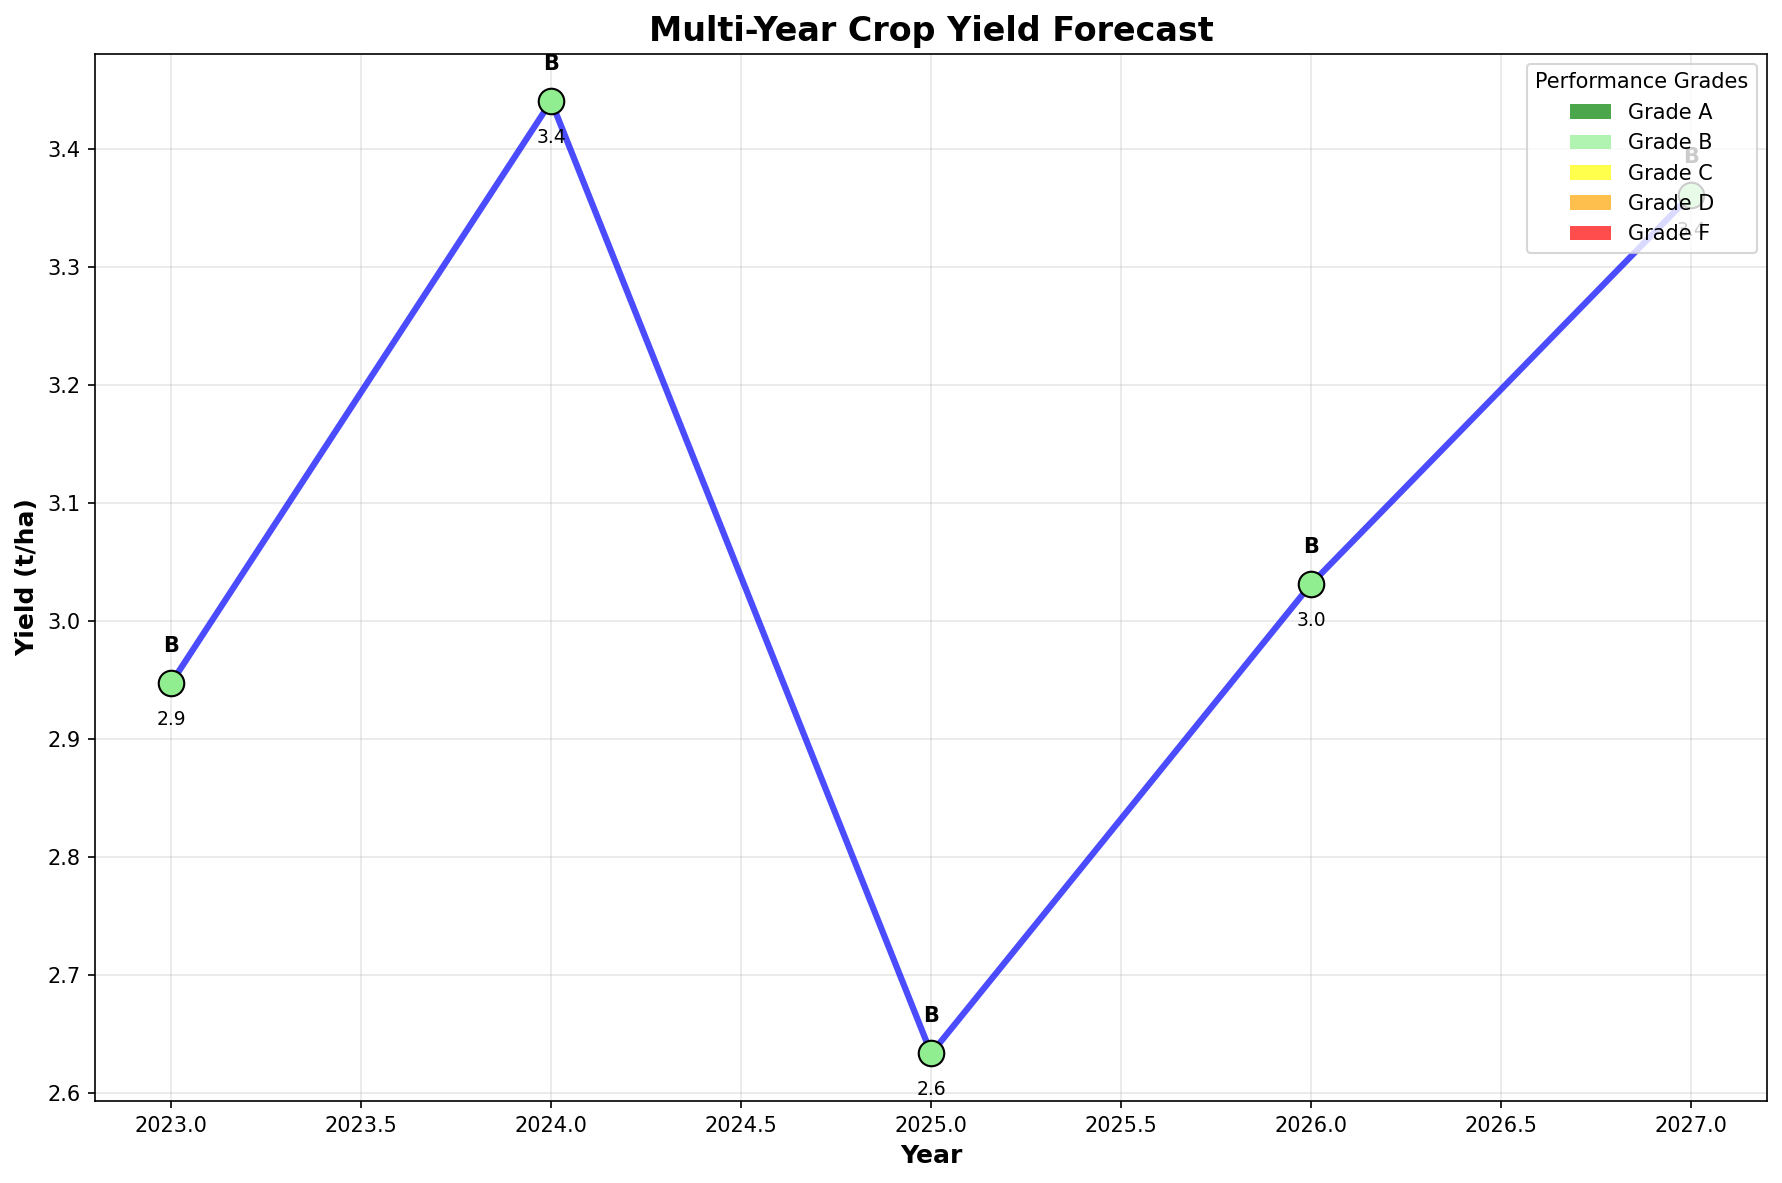 Multi-Year Crop Yield Forecast
Performance Grades
Grade A
Grade B
Grade C
Grade D
Grade F
B
3.4
B
B
2.9
B
3.0
B
2.6
3.4
3.3
3.2
3.1
3.0
2.9
2.8
2.7
2.6
Yield (t/ha)
2023.0 2023.5 2024.0 2024.5 2025.0 2025.5 2026.0 2026.5 2027.0
Year